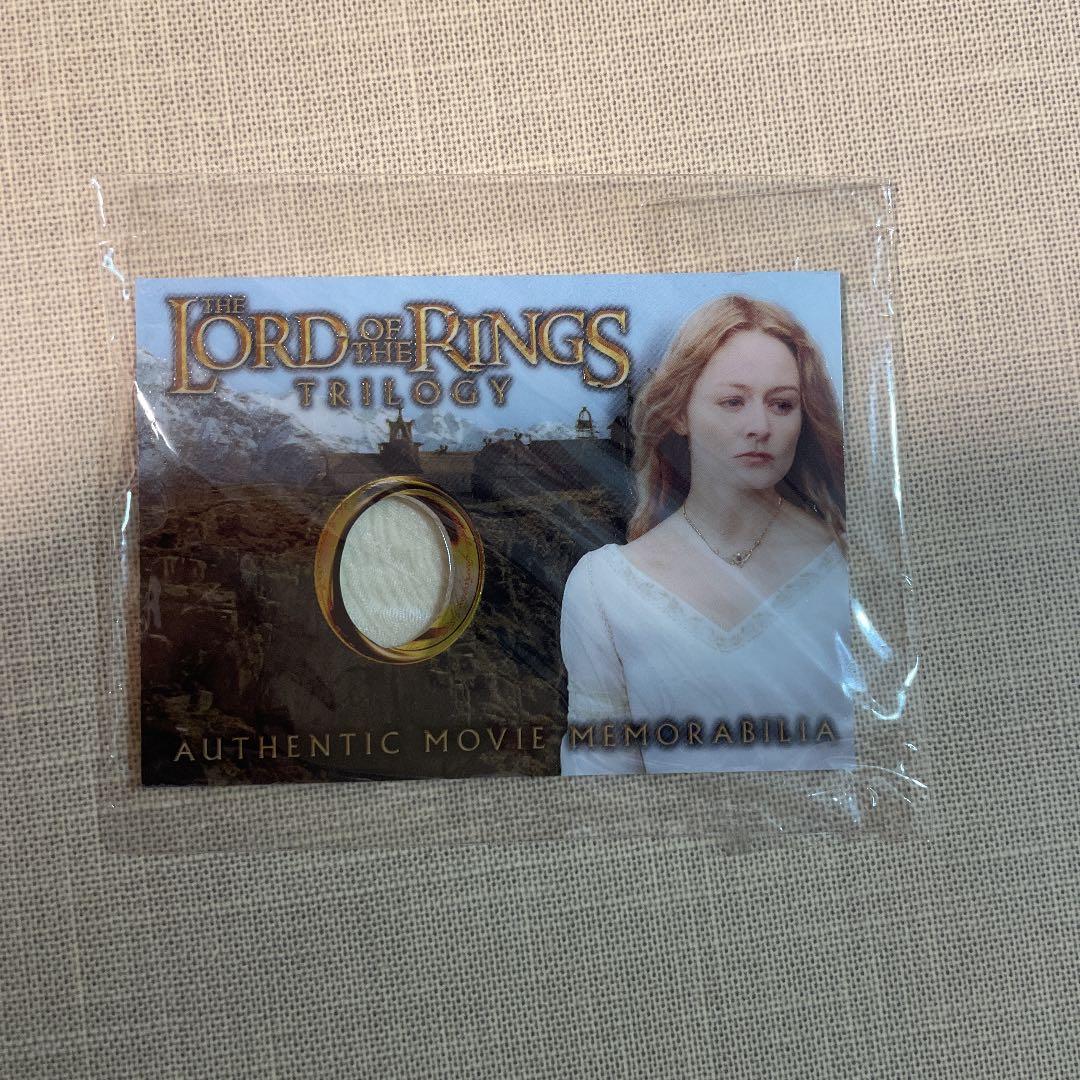 THE LORD OF THE RINGS
TRILOGY
AUTHENTIC MOVIE MEMORABILIA